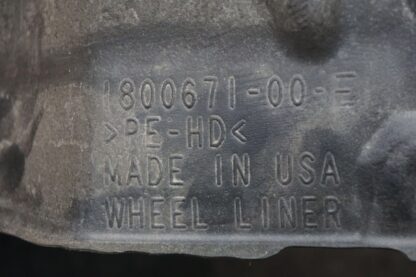 1800671-00-E
>PE-HD<
MADE IN USA
WHEEL LINER